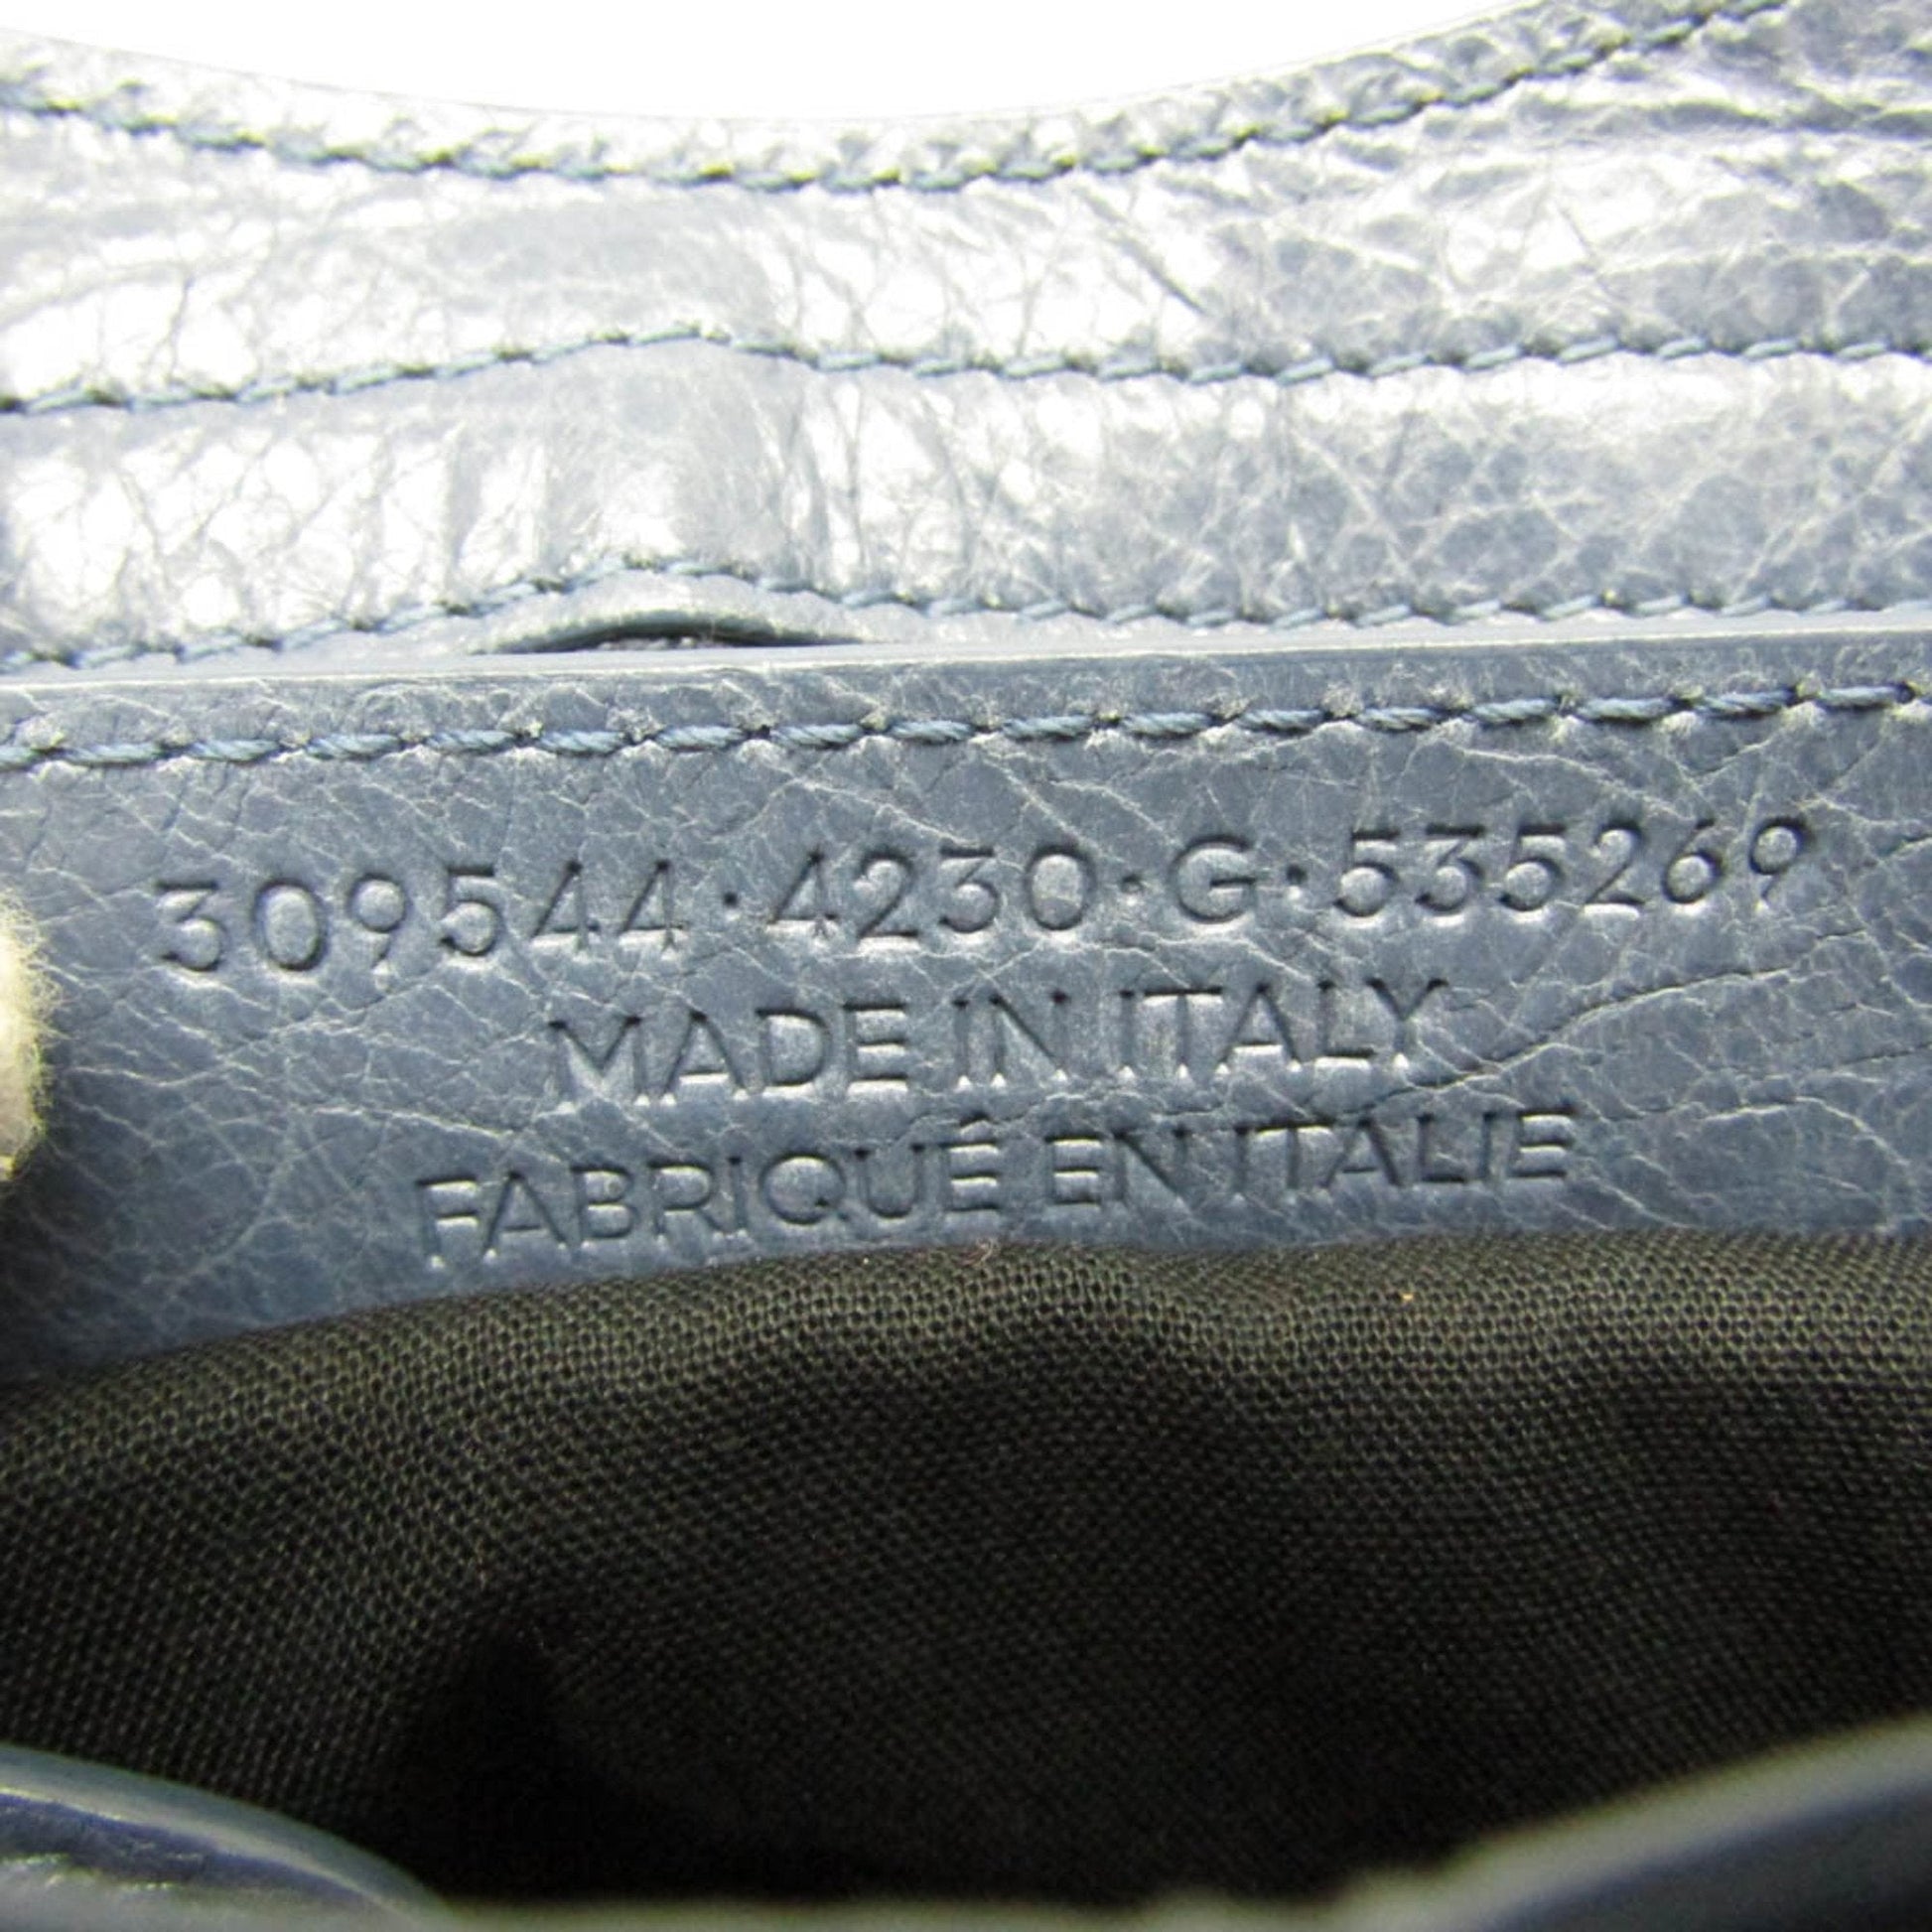 309544·4230·G·535269
MADE IN ITALY
FABRIQUÉ EN ITALIE